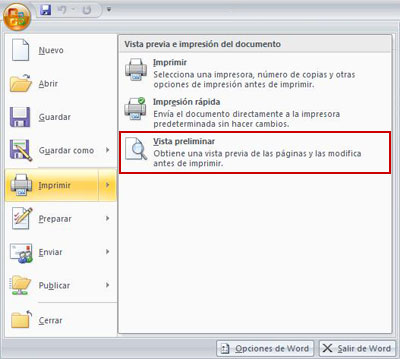 Nuevo
Abrir
Guardar
Guardar como
Imprimir
Preparar
Enviar
Publicar
Cerrar
Vista previa e impresión del documento
Imprimir
Selecciona una impresora, número de copias y otras
opciones de impresión antes de imprimir.
Impresión rápida
Envía el documento directamente a la impresora
predeterminada sin hacer cambios.
Vista preliminar
Obtiene una vista previa de las páginas y las modifica
antes de imprimir.
Opciones de Word
Salir de Word